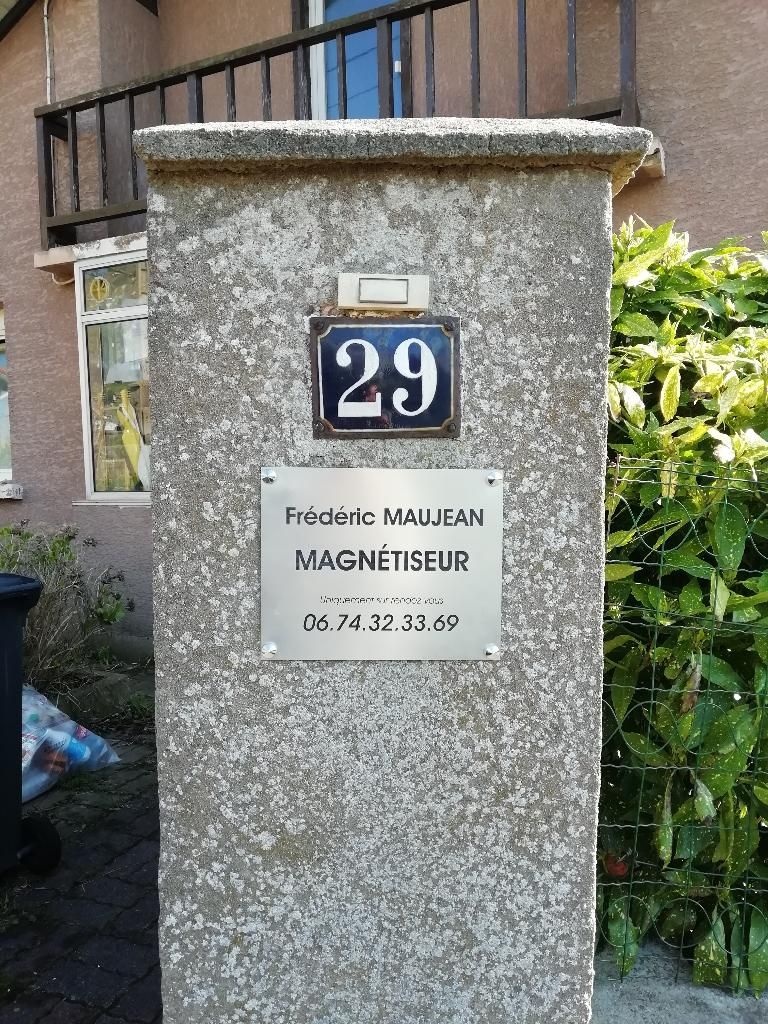 29
Frédéric MAUJEAN
MAGNÉTISEUR
Uniquement sur rendez vous
06.74.32.33.69